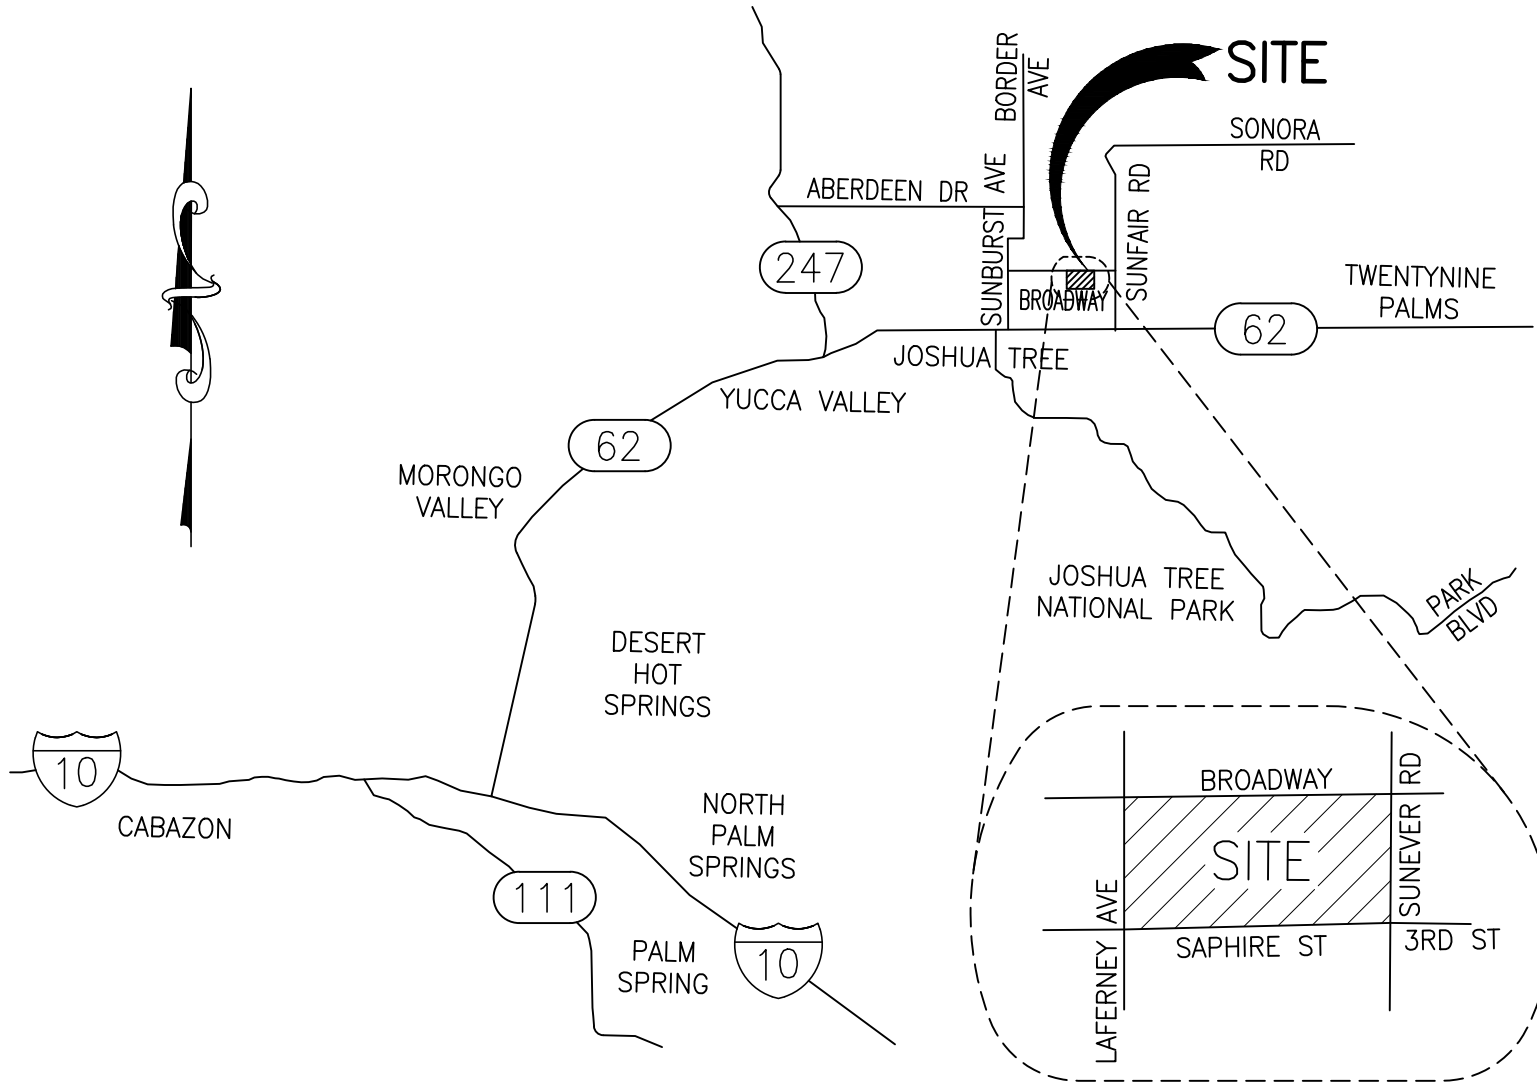 SITE
BORDER
AVE
SONORA
RD
ABERDEEN DR
SUNBURST AVE
SUNFAIR RD
247
BROADWAY
TWENTYNINE
PALMS
62
JOSHUA TREE
YUCCA VALLEY
62
MORONGO
VALLEY
JOSHUA TREE
NATIONAL PARK
PARK
BLVD
DESERT
HOT
SPRINGS
10
CABAZON
NORTH
PALM
SPRINGS
111
PALM
SPRING
10
BROADWAY
SUNEVER RD
SITE
LAFERNEY AVE
SAPHIRE ST
3RD ST